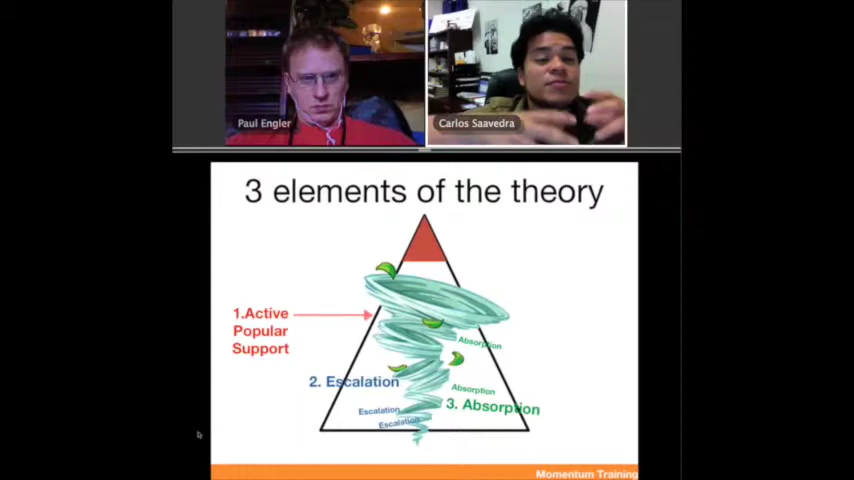 Paul Engler
Carlos Saavedra
3 elements of the theory
1.Active
Popular
Support
Absorption
2. Escalation
Absorption
3. Absorption
Escalation
Escalation
Momentum Training